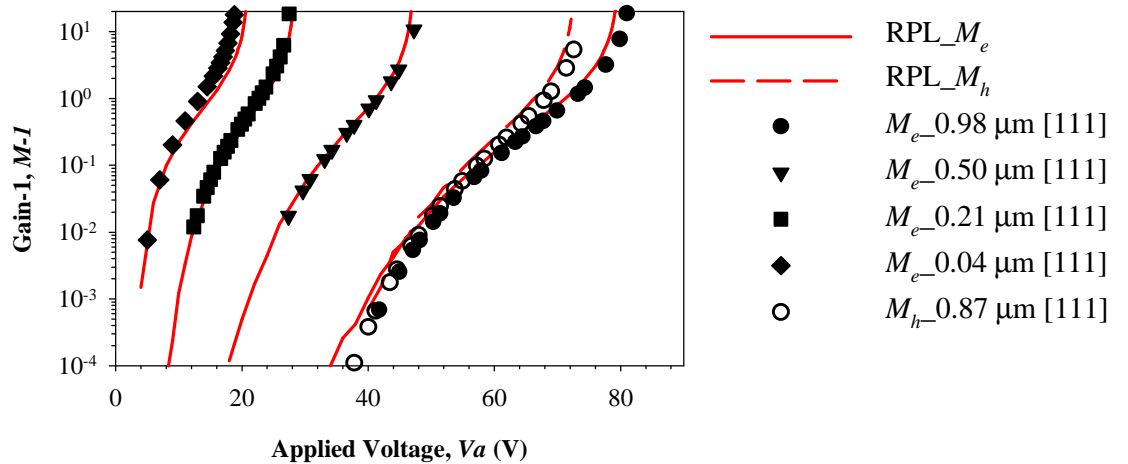 10¹
10⁰
10⁻¹
10⁻²
10⁻³
10⁻⁴
Gain-1, M-1
0 20 40 60 80
Applied Voltage, Va (V)
RPL_Mₑ
RPL_Mₕ
Mₑ_0.98 μm [111]
Mₑ_0.50 μm [111]
Mₑ_0.21 μm [111]
Mₑ_0.04 μm [111]
Mₕ_0.87 μm [111]